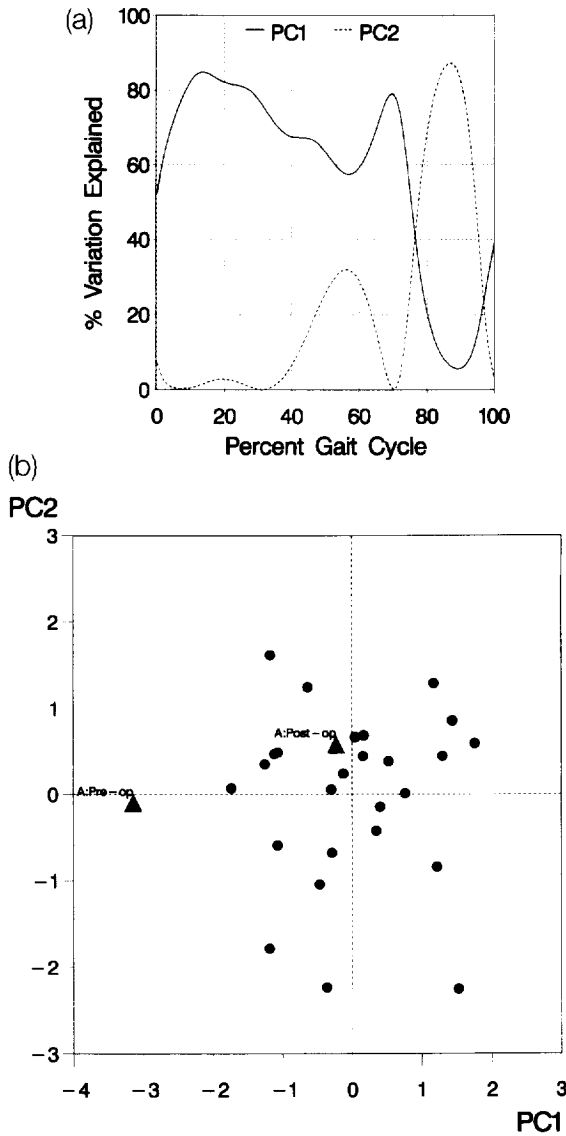 (a)
PC1 PC2
100
80
60
40
20
0
% Variation Explained
0 20 40 60 80 100
Percent Gait Cycle
(b)
PC2
3
2
1
0
−1
−2
−3
A:Post−op
A:Pre−op
−4 −3 −2 −1 0 1 2 3
PC1